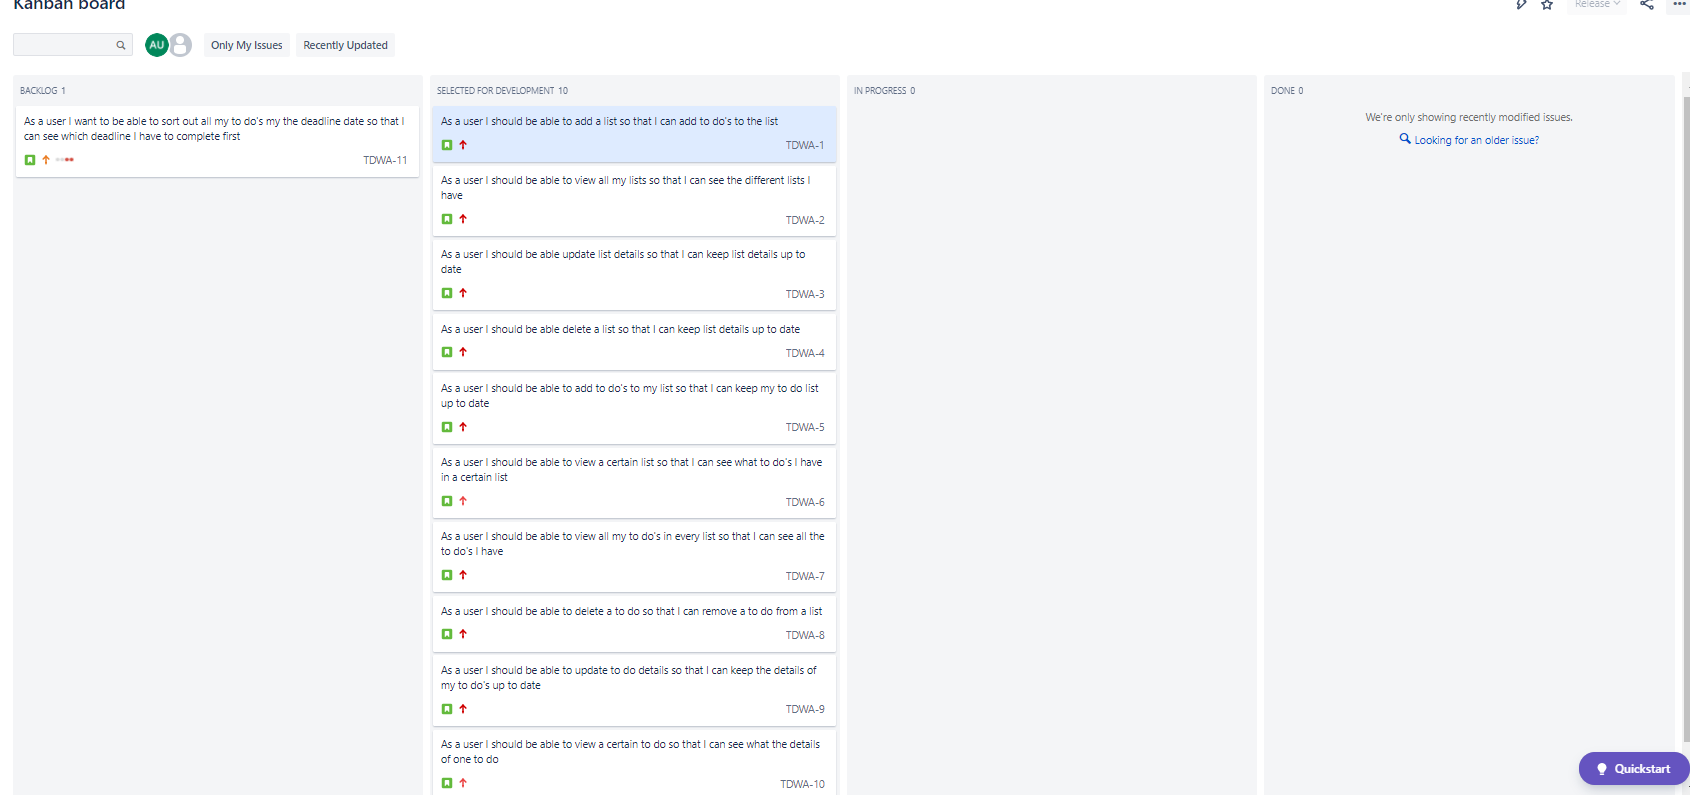 Kanban board
Release
AU
Only My Issues
Recently Updated
BACKLOG 1
As a user I want to be able to sort out all my to do's my the deadline date so that I
can see which deadline I have to complete first
TDWA-11
SELECTED FOR DEVELOPMENT 10
As a user I should be able to add a list so that I can add to do's to the list
TDWA-1
As a user I should be able to view all my lists so that I can see the different lists I
have
TDWA-2
As a user I should be able update list details so that I can keep list details up to
date
TDWA-3
As a user I should be able delete a list so that I can keep list details up to date
TDWA-4
As a user I should be able to add to do's to my list so that I can keep my to do list
up to date
TDWA-5
As a user I should be able to view a certain list so that I can see what to do's I have
in a certain list
TDWA-6
As a user I should be able to view all my to do's in every list so that I can see all the
to do's I have
TDWA-7
As a user I should be able to delete a to do so that I can remove a to do from a list
TDWA-8
As a user I should be able to update to do details so that I can keep the details of
my to do's up to date
TDWA-9
As a user I should be able to view a certain to do so that I can see what the details
of one to do
TDWA-10
IN PROGRESS 0
DONE 0
We're only showing recently modified issues.
Looking for an older issue?
Quickstart